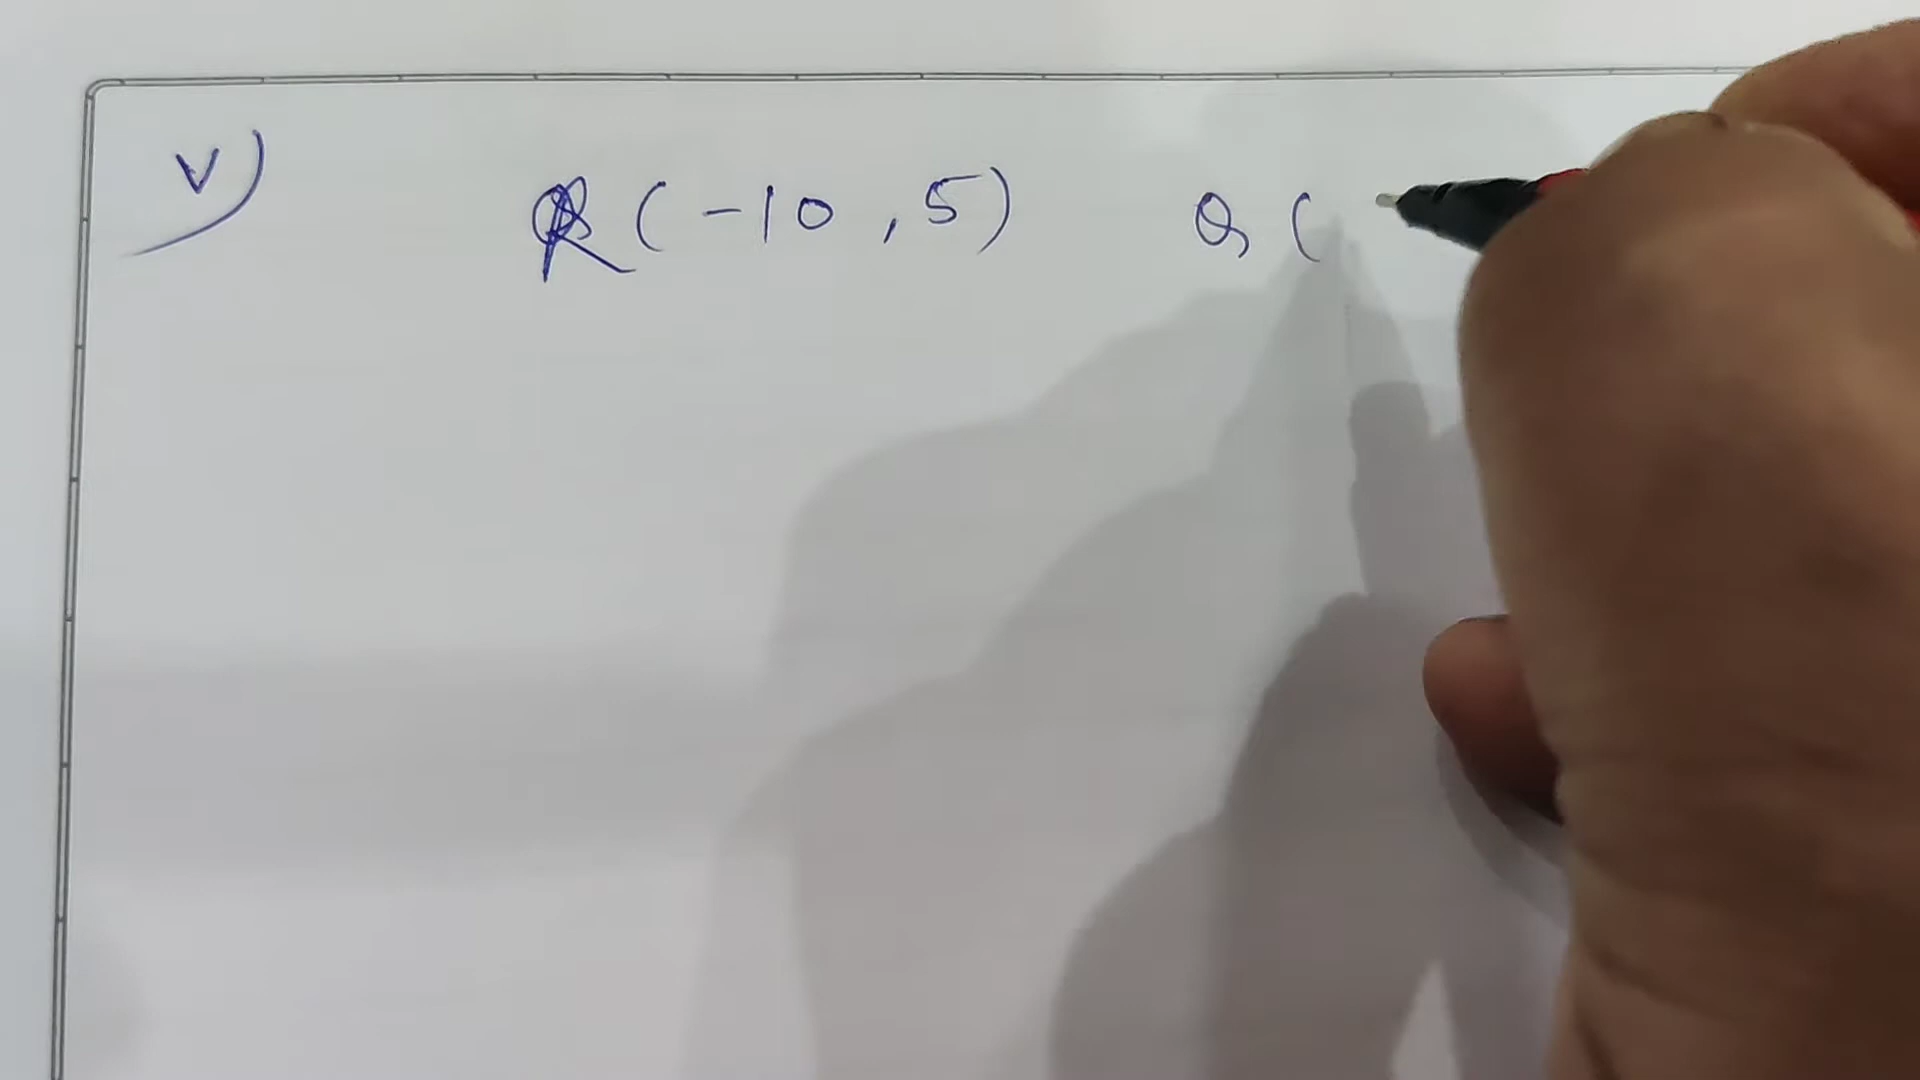 v) R (-10, 5) Q (